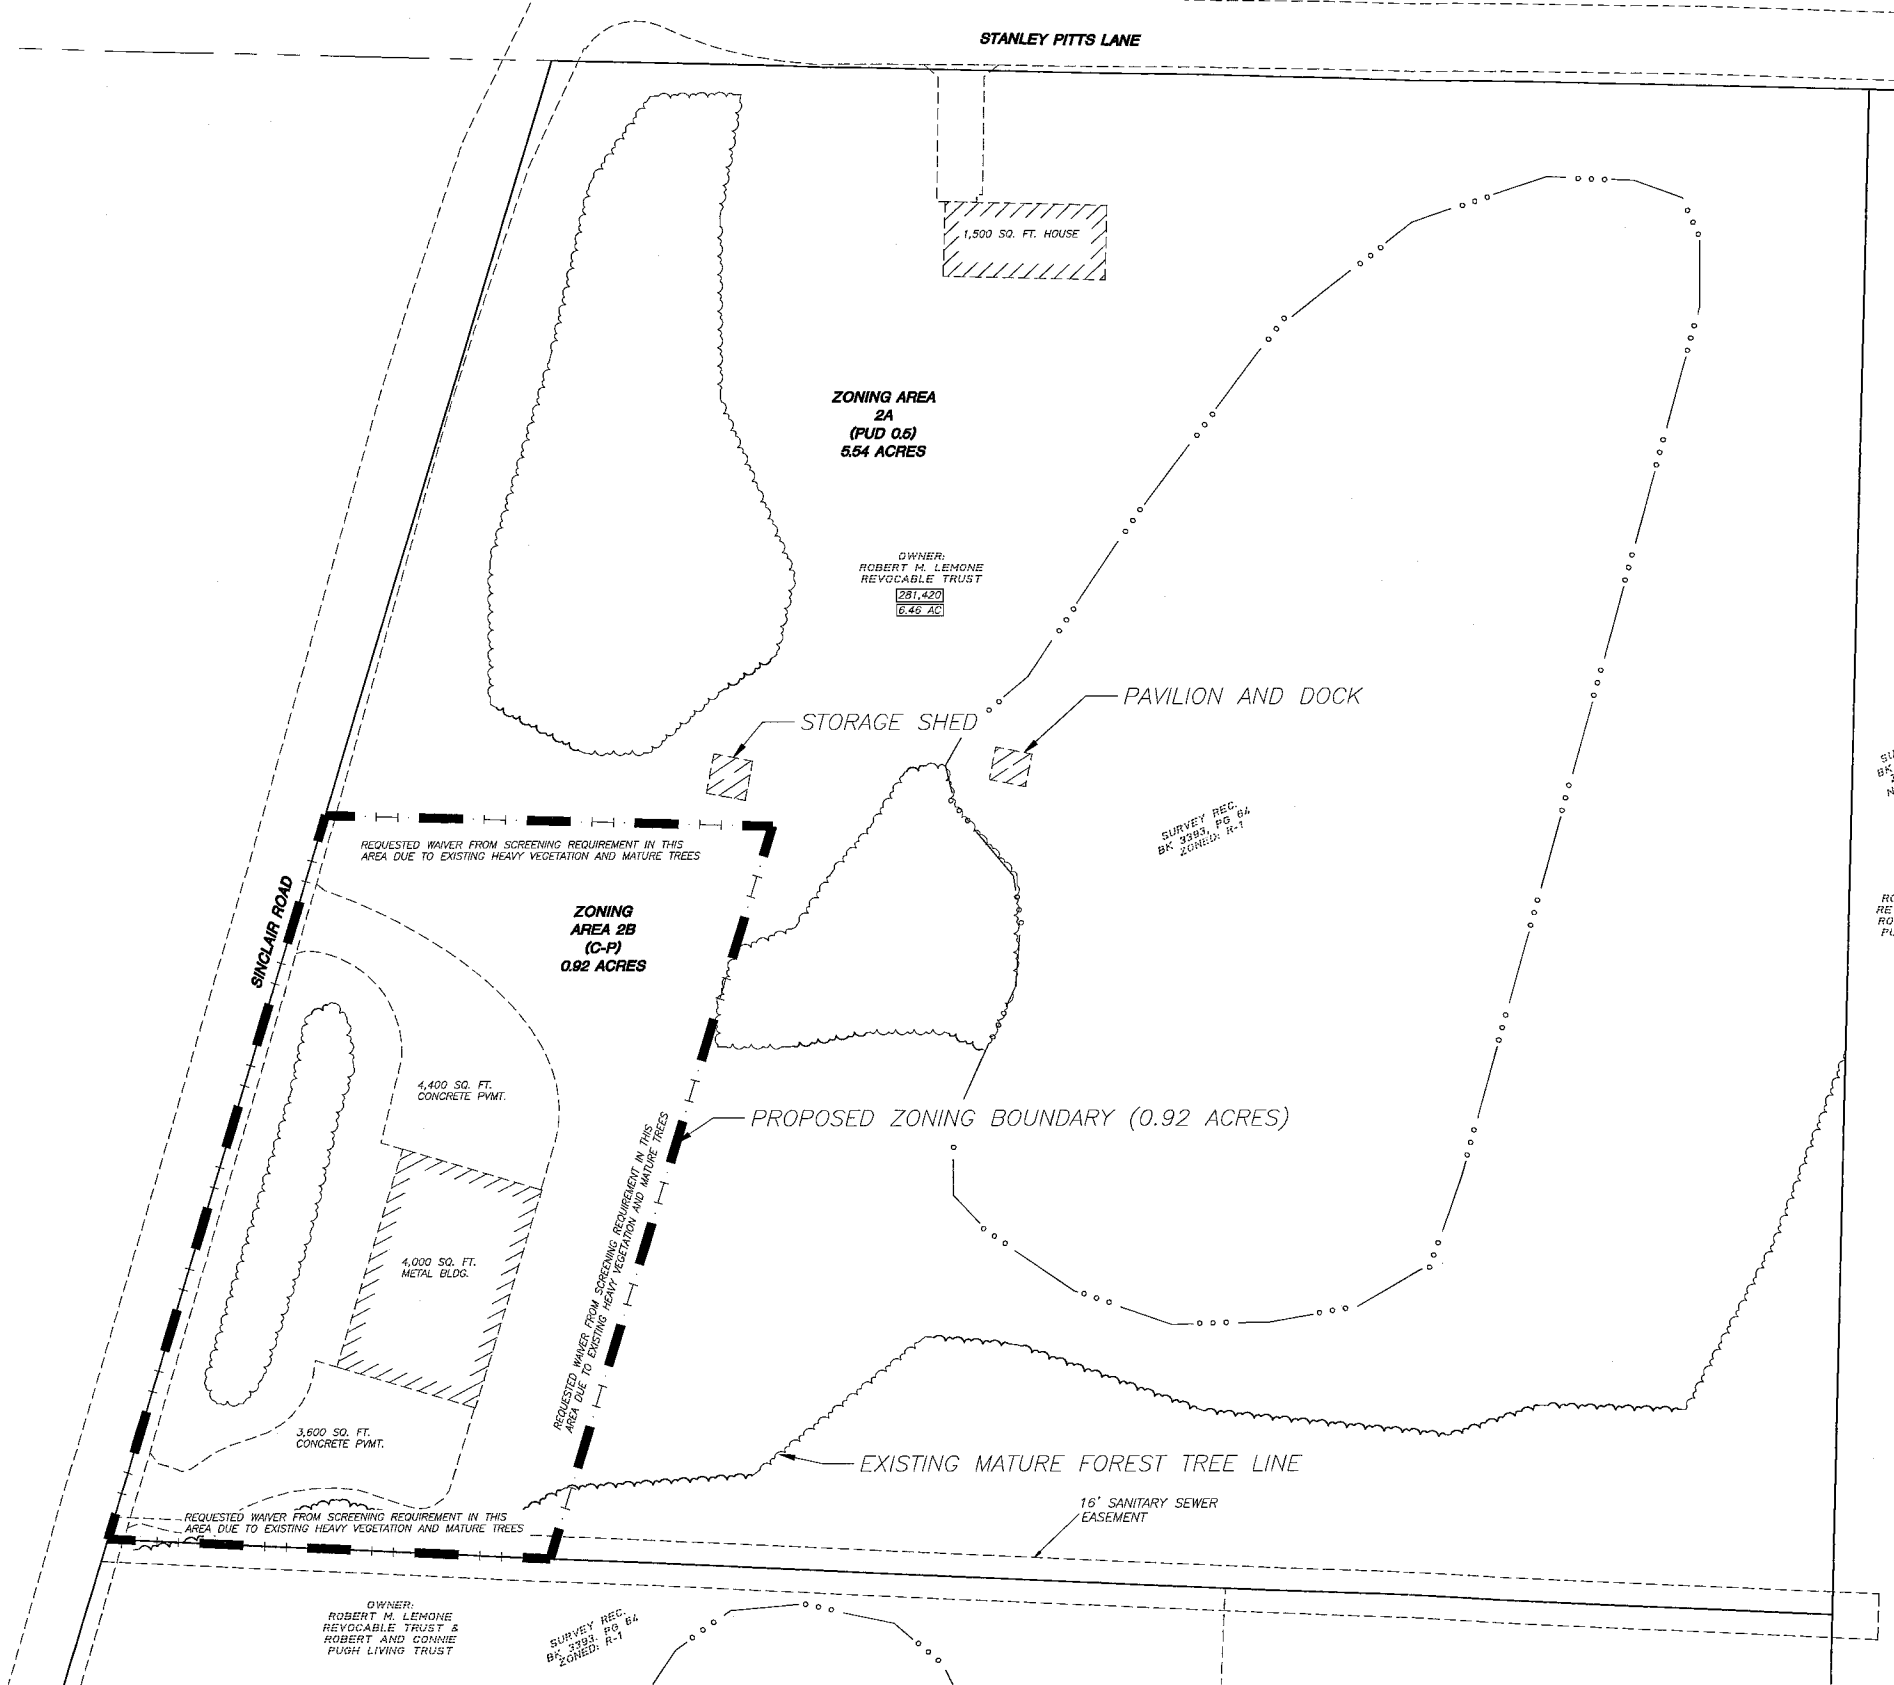 STANLEY PITTS LANE
1,500 SQ. FT. HOUSE
ZONING AREA
2A
(PUD 0.5)
5.54 ACRES
OWNER:
ROBERT M. LEMONE
REVOCABLE TRUST
281,420
6.46 AC
PAVILION AND DOCK
STORAGE SHED
SURVEY REC.
BK 3393, PG 64
ZONED: R-1
REQUESTED WAIVER FROM SCREENING REQUIREMENT IN THIS
AREA DUE TO EXISTING HEAVY VEGETATION AND MATURE TREES
SINCLAIR ROAD
ZONING
AREA 2B
(C-P)
0.92 ACRES
4,400 SQ. FT.
CONCRETE PVMT.
PROPOSED ZONING BOUNDARY (0.92 ACRES)
REQUESTED WAIVER FROM SCREENING REQUIREMENT IN THIS
AREA DUE TO EXISTING HEAVY VEGETATION AND MATURE TREES
4,000 SQ. FT.
METAL BLDG.
3,600 SQ. FT.
CONCRETE PVMT.
EXISTING MATURE FOREST TREE LINE
16' SANITARY SEWER
EASEMENT
REQUESTED WAIVER FROM SCREENING REQUIREMENT IN THIS
AREA DUE TO EXISTING HEAVY VEGETATION AND MATURE TREES
OWNER:
ROBERT M. LEMONE
REVOCABLE TRUST &
ROBERT AND CONNIE
PUGH LIVING TRUST
SURVEY REC.
BK 3393, PG 64
ZONED: R-1